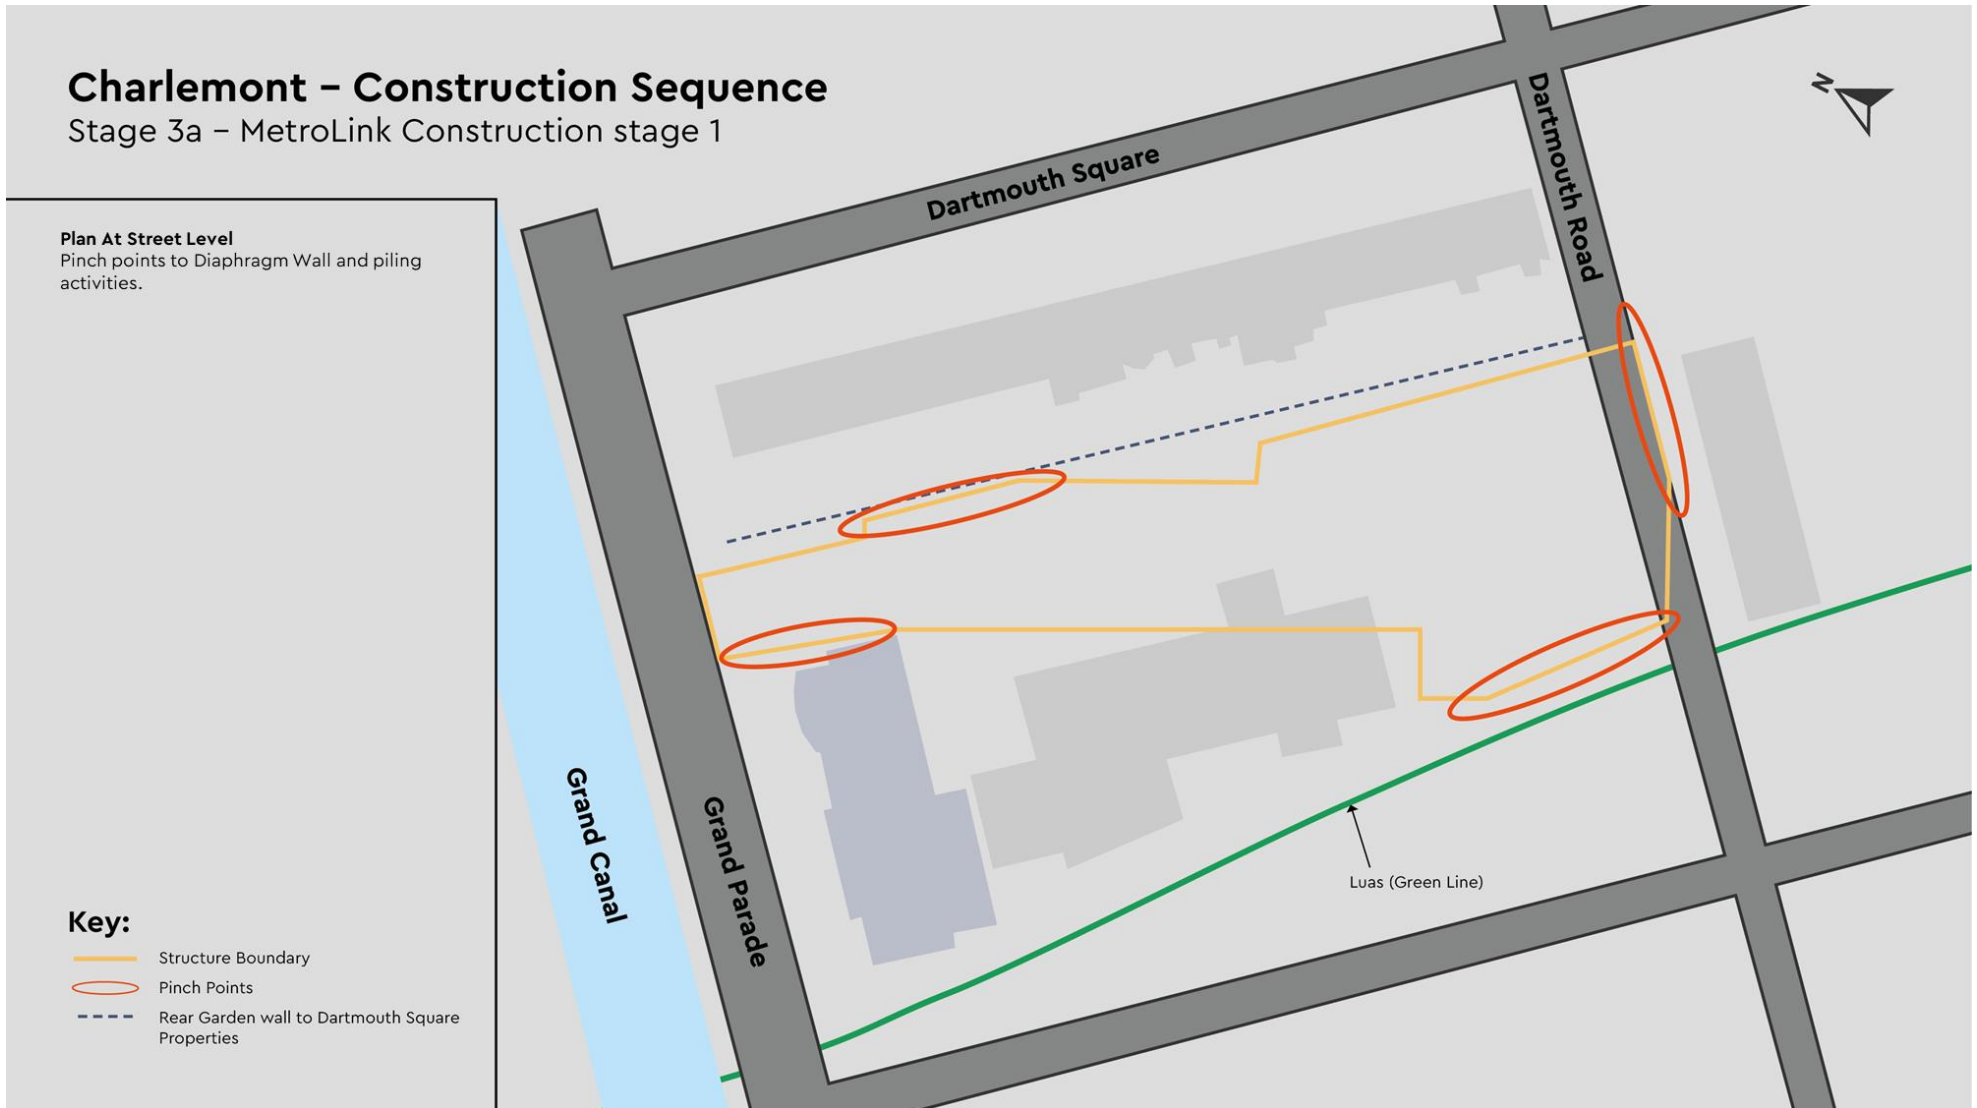 Charlemont – Construction Sequence
Stage 3a – MetroLink Construction stage 1
Plan At Street Level
Pinch points to Diaphragm Wall and piling
activities.
Dartmouth Square
Dartmouth Road
N
Grand Canal
Grand Parade
Luas (Green Line)
Key:
Structure Boundary
Pinch Points
Rear Garden wall to Dartmouth Square
Properties